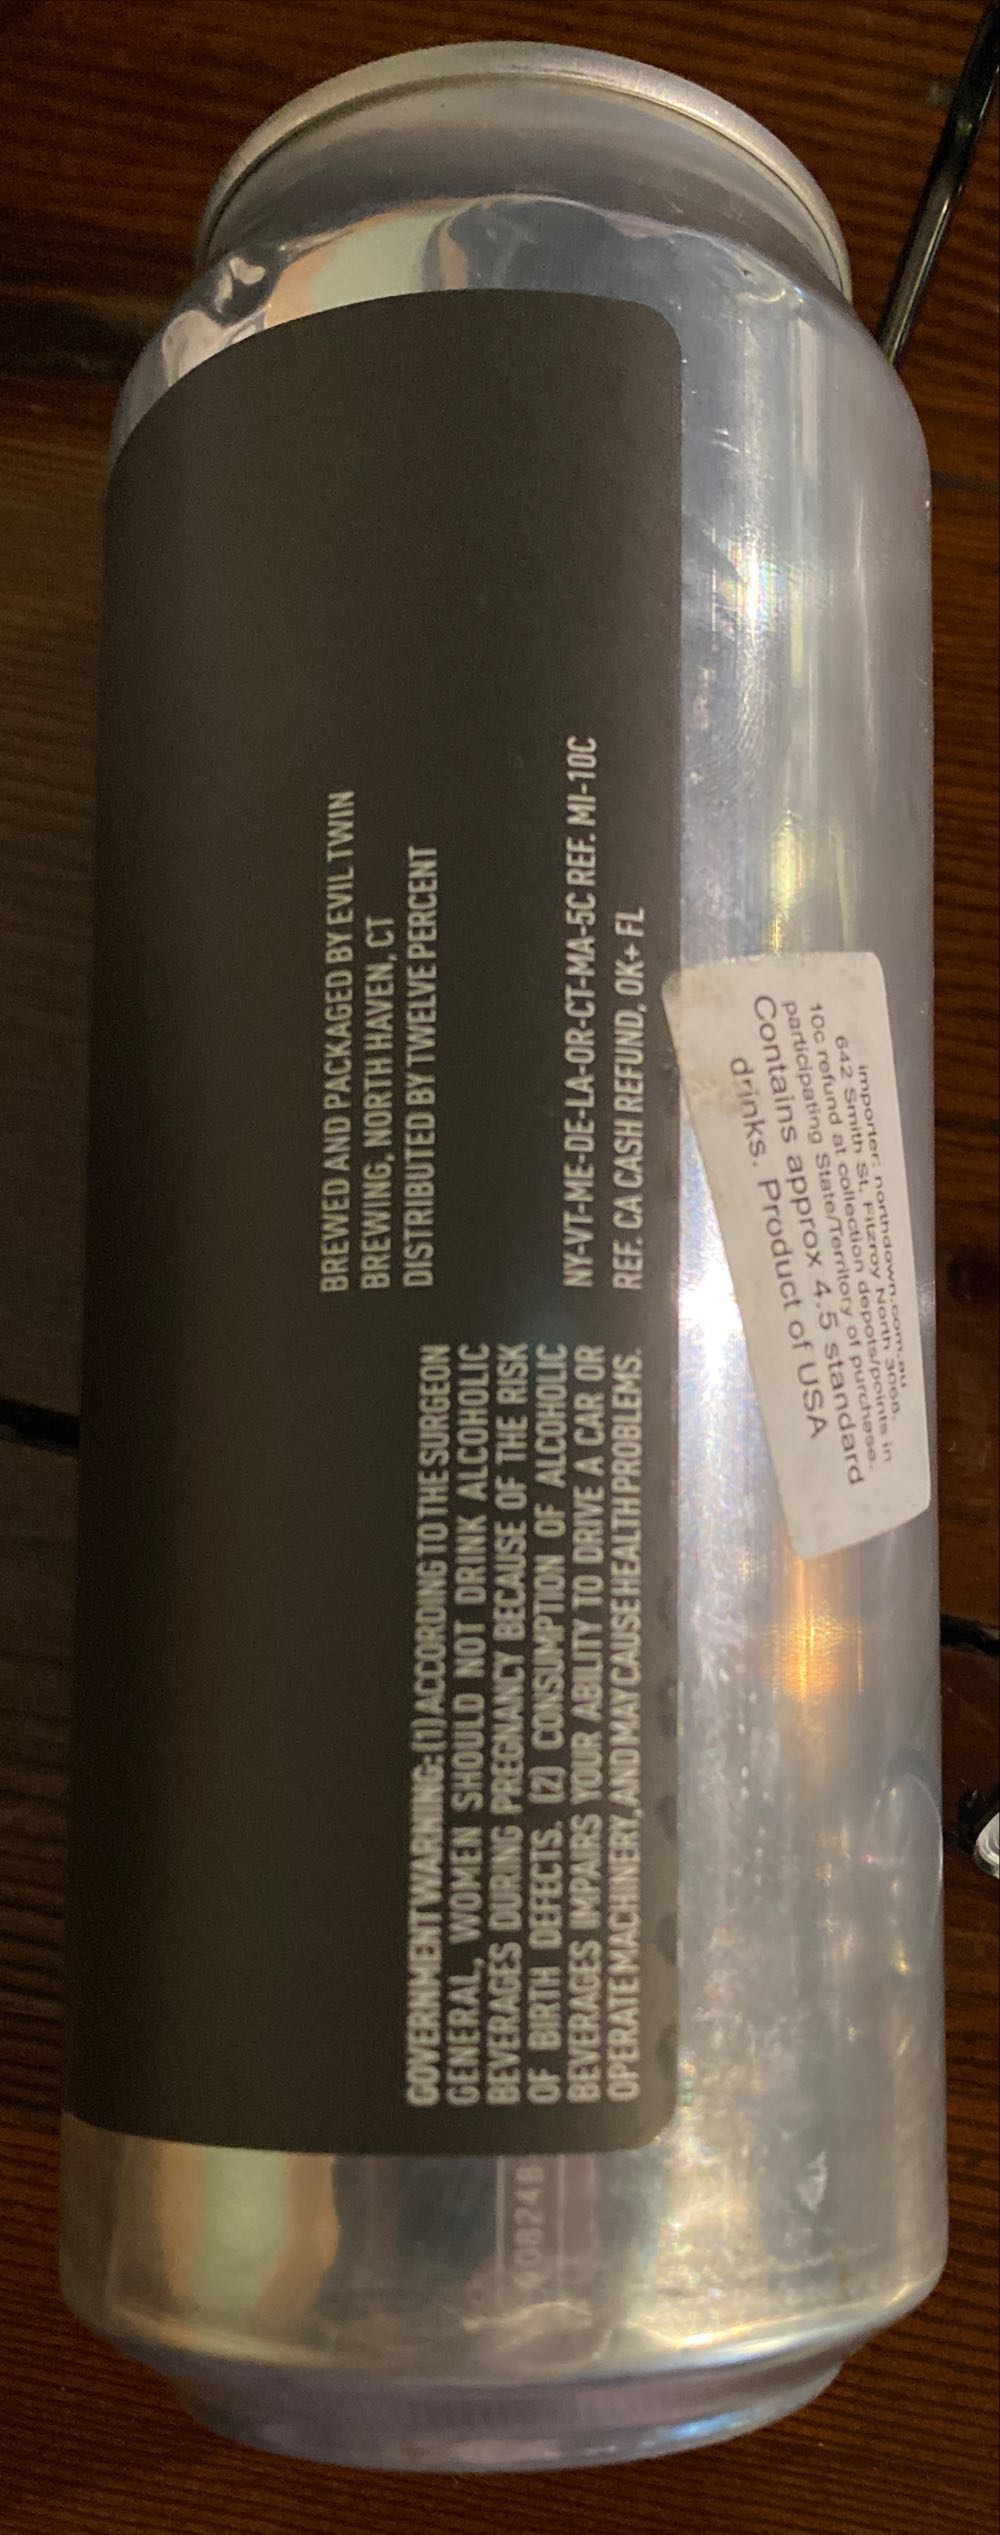 BREWED AND PACKAGED BY EVIL TWIN
BREWING, NORTH HAVEN, CT
DISTRIBUTED BY TWELVE PERCENT
NY-VT-ME-DE-LA-OR-CT-MA-5C REF. MI-10C
REF. CA CASH REFUND, OK+ FL
GOVERNMENT WARNING: (1) ACCORDING TO THE SURGEON
GENERAL, WOMEN SHOULD NOT DRINK ALCOHOLIC
BEVERAGES DURING PREGNANCY BECAUSE OF THE RISK
OF BIRTH DEFECTS. (2) CONSUMPTION OF ALCOHOLIC
BEVERAGES IMPAIRS YOUR ABILITY TO DRIVE A CAR OR
OPERATE MACHINERY, AND MAY CAUSE HEALTH PROBLEMS.
importer: northdown.com.au
642 Smith St, Fitzroy North 3068.
10c refund at collection depots/points in
participating State/Territory of purchase.
Contains approx 4.5 standard
drinks. Product of USA